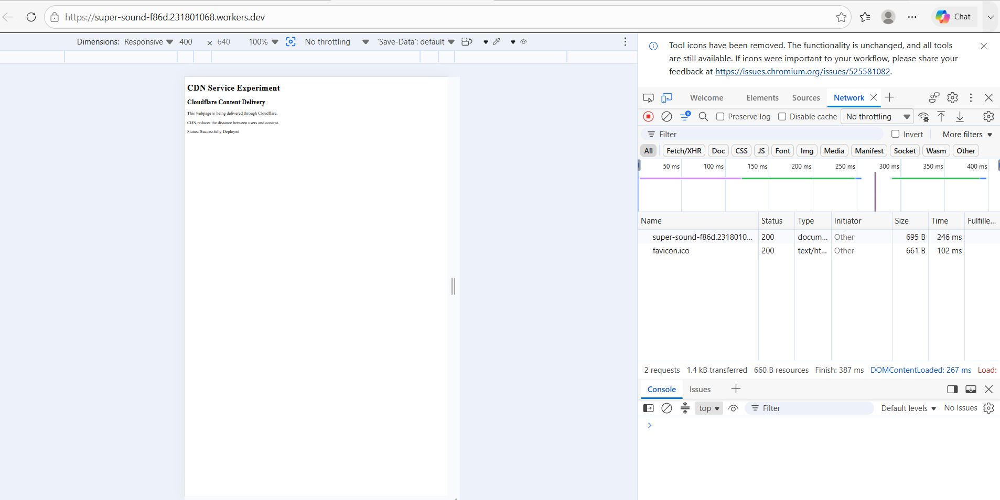 https://super-sound-f86d.231801068.workers.dev
Chat
Dimensions: Responsive 400 × 640 100% No throttling 'Save-Data': default
CDN Service Experiment
Cloudflare Content Delivery
This webpage is being delivered through Cloudflare.
CDN reduces the distance between users and content.
Status: Successfully Deployed
Tool icons have been removed. The functionality is unchanged, and all tools
are still available. If icons were important to your workflow, please share your
feedback at https://issues.chromium.org/issues/525581082.
Welcome Elements Sources Network
Preserve log Disable cache No throttling
Filter Invert More filters
All Fetch/XHR Doc CSS JS Font Img Media Manifest Socket Wasm Other
50 ms 100 ms 150 ms 200 ms 250 ms 300 ms 350 ms 400 ms
Name Status Type Initiator Size Time Fulfille...
super-sound-f86d.2318010... 200 docum... Other 695 B 246 ms
favicon.ico 200 text/ht... Other 661 B 102 ms
2 requests 1.4 kB transferred 660 B resources Finish: 387 ms DOMContentLoaded: 267 ms Load:
Console Issues
top Filter Default levels No Issues